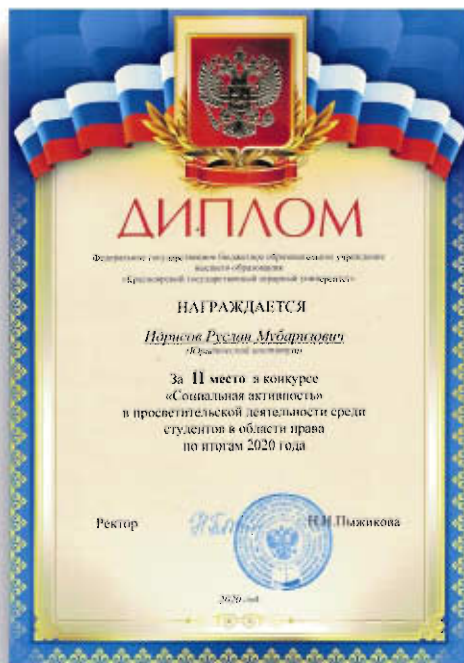 ДИПЛОМ
Федеральное государственное бюджетное образовательное учреждение
высшего образования
«Красноярский государственный аграрный университет»
НАГРАЖДАЕТСЯ
Идрисов Руслан Мубаризович
«Юридический институт»
За II место в конкурсе
«Социальная активность»
в просветительской деятельности среди
студентов в области права
по итогам 2020 года
Ректор Н.И.Пыжикова
2020 год